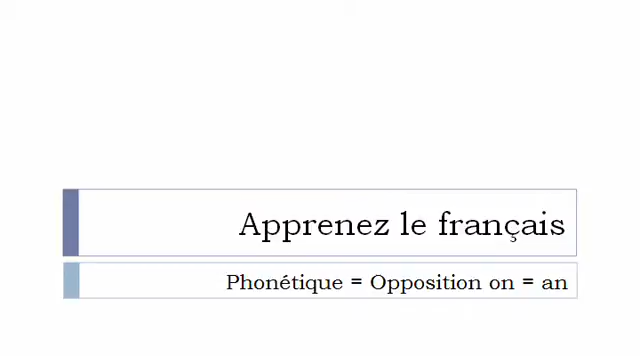 Apprenez le français
Phonétique = Opposition on = an